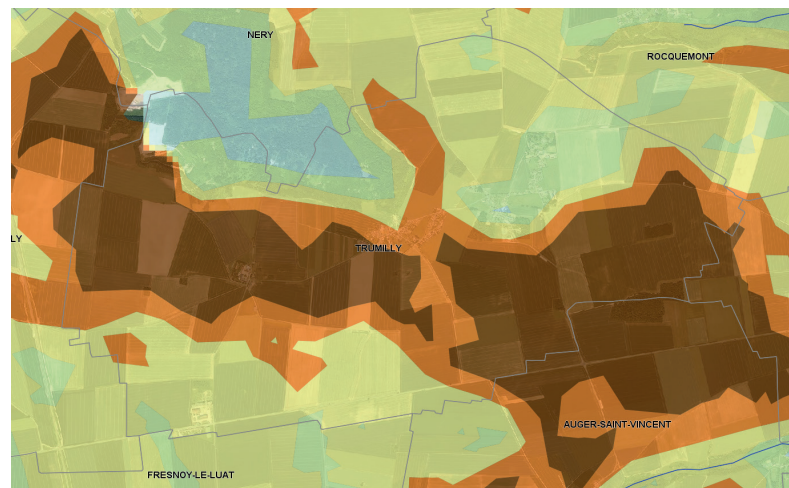 NERY
ROCQUEMONT
LY
TRUMILLY
AUGER-SAINT-VINCENT
FRESNOY-LE-LUAT